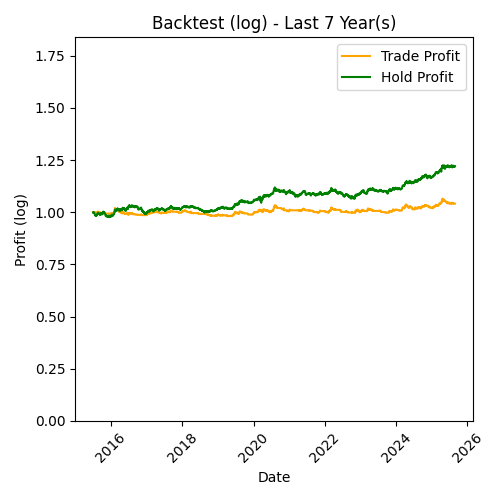 Backtest (log) - Last 7 Year(s)
Trade Profit
Hold Profit
Profit (log)
1.75
1.50
1.25
1.00
0.75
0.50
0.25
0.00
2016
2018
2020
2022
2024
2026
Date